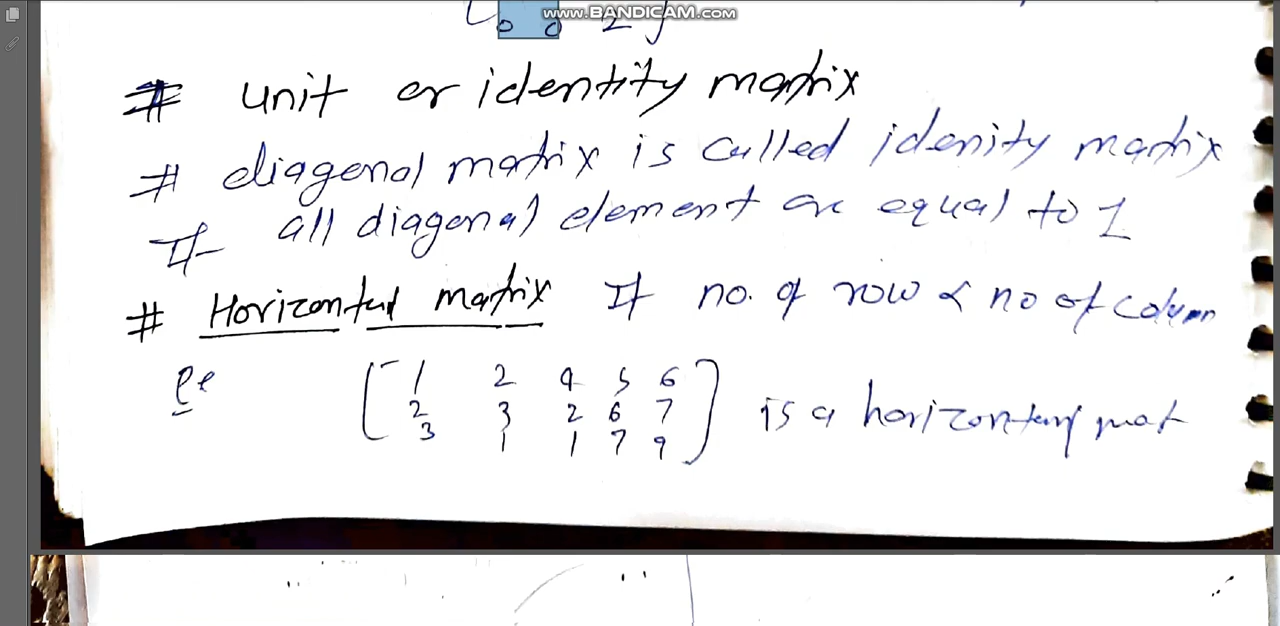 www.BANDICAM.com
# unit or identity matrix
# diagonal matrix is called idenity matrix
If all diagonal element are equal to 1
# Horizontal matrix If no. of row < no of column
1 2 4 5 6
2 3 2 6 7 is a
3 1 1 7 9